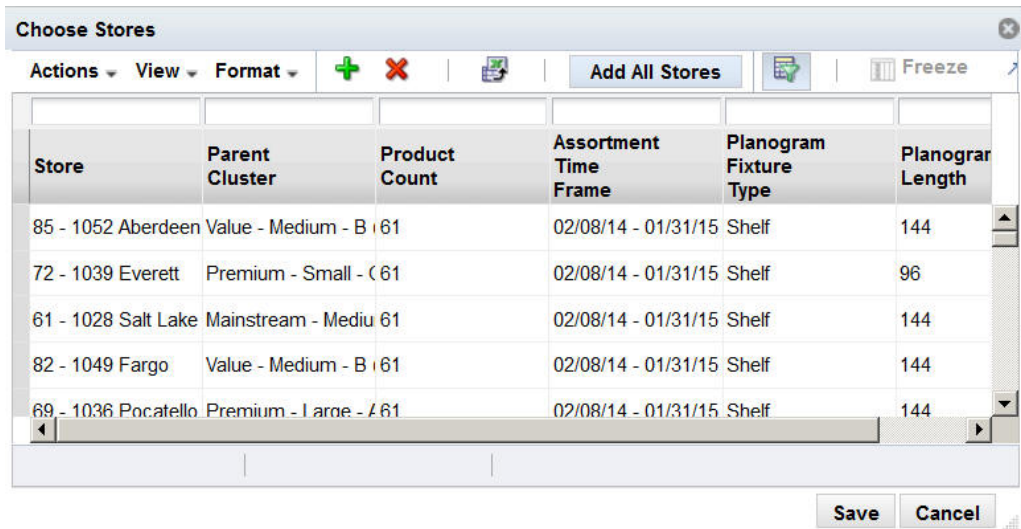 Choose Stores
Actions View Format Add All Stores Freeze
Store Parent Cluster Product Count Assortment Time Frame Planogram Fixture Type Planogram Length
85 - 1052 Aberdeen Value - Medium - B ( 61 02/08/14 - 01/31/15 Shelf 144
72 - 1039 Everett Premium - Small - C 61 02/08/14 - 01/31/15 Shelf 96
61 - 1028 Salt Lake Mainstream - Mediu 61 02/08/14 - 01/31/15 Shelf 144
82 - 1049 Fargo Value - Medium - B ( 61 02/08/14 - 01/31/15 Shelf 144
69 - 1036 Pocatello Premium - Large - A 61 02/08/14 - 01/31/15 Shelf 144
Save Cancel